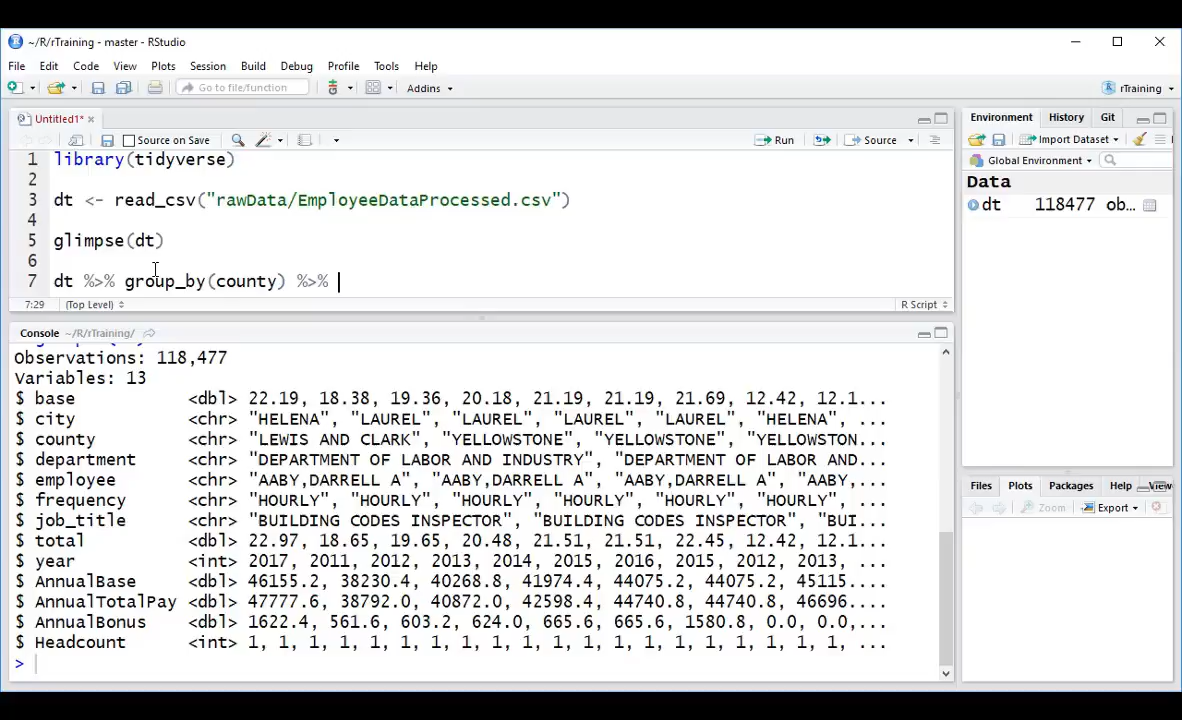 ~/R/rTraining - master - RStudio
File Edit Code View Plots Session Build Debug Profile Tools Help
Go to file/function Addins rTraining
Untitled1*
Source on Save Run Source
1 library(tidyverse)
2
3 dt <- read_csv("rawData/EmployeeDataProcessed.csv")
4
5 glimpse(dt)
6
7 dt %>% group_by(county) %>%
7:29 (Top Level) R Script
Console ~/R/rTraining/
Observations: 118,477
Variables: 13
$ base <dbl> 22.19, 18.38, 19.36, 20.18, 21.19, 21.19, 21.69, 12.42, 12.1...
$ city <chr> "HELENA", "LAUREL", "LAUREL", "LAUREL", "LAUREL", "HELENA", ...
$ county <chr> "LEWIS AND CLARK", "YELLOWSTONE", "YELLOWSTONE", "YELLOWSTON...
$ department <chr> "DEPARTMENT OF LABOR AND INDUSTRY", "DEPARTMENT OF LABOR AND...
$ employee <chr> "AABY,DARRELL A", "AABY,DARRELL A", "AABY,DARRELL A", "AABY,...
$ frequency <chr> "HOURLY", "HOURLY", "HOURLY", "HOURLY", "HOURLY", "HOURLY", ...
$ job_title <chr> "BUILDING CODES INSPECTOR", "BUILDING CODES INSPECTOR", "BUI...
$ total <dbl> 22.97, 18.65, 19.65, 20.48, 21.51, 21.51, 22.45, 12.42, 12.1...
$ year <int> 2017, 2011, 2012, 2013, 2014, 2015, 2016, 2015, 2012, 2013, ...
$ AnnualBase <dbl> 46155.2, 38230.4, 40268.8, 41974.4, 44075.2, 44075.2, 45115....
$ AnnualTotalPay <dbl> 47777.6, 38792.0, 40872.0, 42598.4, 44740.8, 44740.8, 46696....
$ AnnualBonus <dbl> 1622.4, 561.6, 603.2, 624.0, 665.6, 665.6, 1580.8, 0.0, 0.0,...
$ Headcount <int> 1, 1, 1, 1, 1, 1, 1, 1, 1, 1, 1, 1, 1, 1, 1, 1, 1, 1, 1, 1, ...
>
Environment History Git
Import Dataset
Global Environment
Data
dt 118477 ob...
Files Plots Packages Help View
Zoom Export